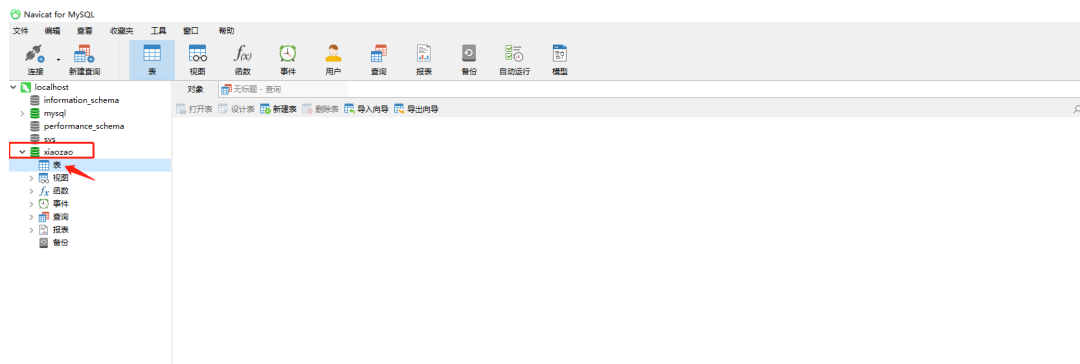 Navicat for MySQL
文件 编辑 查看 收藏夹 工具 窗口 帮助
连接 新建查询 表 视图 函数 事件 用户 查询 报表 备份 自动运行 模型
localhost 对象 无标题 - 查询
information_schema 打开表 设计表 新建表 删除表 导入向导 导出向导
mysql
performance_schema
sys
xiaozao
表
视图
函数
事件
查询
报表
备份